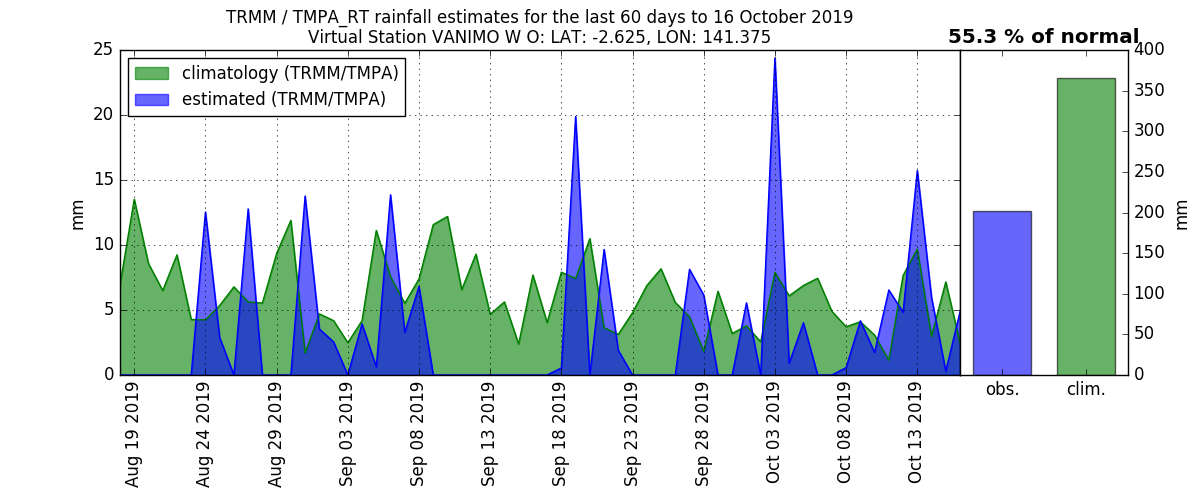 TRMM / TMPA_RT rainfall estimates for the last 60 days to 16 October 2019
Virtual Station VANIMO W O: LAT: -2.625, LON: 141.375
55.3 % of normal
climatology (TRMM/TMPA)
estimated (TRMM/TMPA)
mm
25
20
15
10
5
0
Aug 19 2019
Aug 24 2019
Aug 29 2019
Sep 03 2019
Sep 08 2019
Sep 13 2019
Sep 18 2019
Sep 23 2019
Sep 28 2019
Oct 03 2019
Oct 08 2019
Oct 13 2019
400
350
300
250
200
150
100
50
0
mm
obs.
clim.